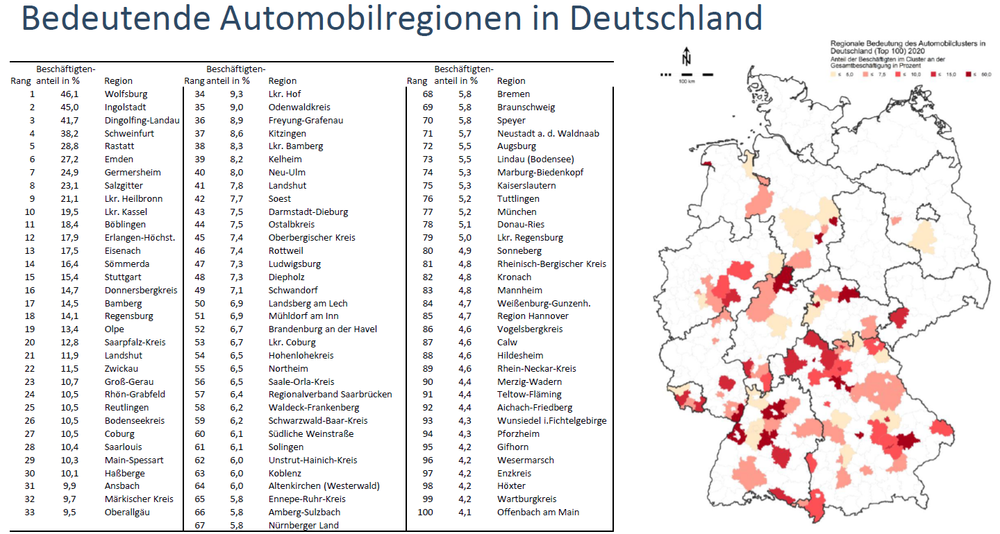 Bedeutende Automobilregionen in Deutschland
Beschäftigten-
Rang anteil in % Region
1 46,1 Wolfsburg
2 45,0 Ingolstadt
3 41,7 Dingolfing-Landau
4 38,2 Schweinfurt
5 28,8 Rastatt
6 27,2 Emden
7 24,9 Germersheim
8 23,1 Salzgitter
9 21,1 Lkr. Heilbronn
10 19,5 Lkr. Kassel
11 18,4 Böblingen
12 17,9 Erlangen-Höchst.
13 17,5 Eisenach
14 16,4 Sömmerda
15 15,4 Stuttgart
16 14,7 Donnersbergkreis
17 14,5 Bamberg
18 14,1 Regensburg
19 13,4 Olpe
20 12,8 Saarpfalz-Kreis
21 11,9 Landshut
22 11,5 Zwickau
23 10,7 Groß-Gerau
24 10,5 Rhön-Grabfeld
25 10,5 Reutlingen
26 10,5 Bodenseekreis
27 10,5 Coburg
28 10,4 Saarlouis
29 10,3 Main-Spessart
30 10,1 Haßberge
31 9,9 Ansbach
32 9,7 Märkischer Kreis
33 9,5 Oberallgäu
Beschäftigten-
Rang anteil in % Region
34 9,3 Lkr. Hof
35 9,0 Odenwaldkreis
36 8,9 Freyung-Grafenau
37 8,6 Kitzingen
38 8,3 Lkr. Bamberg
39 8,2 Kelheim
40 8,0 Neu-Ulm
41 7,8 Landshut
42 7,7 Soest
43 7,5 Darmstadt-Dieburg
44 7,5 Ostalbkreis
45 7,4 Oberbergischer Kreis
46 7,4 Rottweil
47 7,3 Ludwigsburg
48 7,3 Diepholz
49 7,1 Schwandorf
50 6,9 Landsberg am Lech
51 6,9 Mühldorf am Inn
52 6,7 Brandenburg an der Havel
53 6,7 Lkr. Coburg
54 6,5 Hohenlohekreis
55 6,5 Northeim
56 6,5 Saale-Orla-Kreis
57 6,4 Regionalverband Saarbrücken
58 6,2 Waldeck-Frankenberg
59 6,2 Schwarzwald-Baar-Kreis
60 6,1 Südliche Weinstraße
61 6,1 Solingen
62 6,0 Unstrut-Hainich-Kreis
63 6,0 Koblenz
64 6,0 Altenkirchen (Westerwald)
65 5,8 Ennepe-Ruhr-Kreis
66 5,8 Amberg-Sulzbach
67 5,8 Nürnberger Land
Beschäftigten-
Rang anteil in % Region
68 5,8 Bremen
69 5,8 Braunschweig
70 5,8 Speyer
71 5,7 Neustadt a. d. Waldnaab
72 5,5 Augsburg
73 5,5 Lindau (Bodensee)
74 5,3 Marburg-Biedenkopf
75 5,3 Kaiserslautern
76 5,2 Tuttlingen
77 5,2 München
78 5,1 Donau-Ries
79 5,0 Lkr. Regensburg
80 4,9 Sonneberg
81 4,8 Rheinisch-Bergischer Kreis
82 4,8 Kronach
83 4,8 Mannheim
84 4,7 Weißenburg-Gunzenh.
85 4,7 Region Hannover
86 4,6 Vogelsbergkreis
87 4,6 Calw
88 4,6 Hildesheim
89 4,6 Rhein-Neckar-Kreis
90 4,4 Merzig-Wadern
91 4,4 Teltow-Fläming
92 4,4 Aichach-Friedberg
93 4,3 Wunsiedel i.Fichtelgebirge
94 4,3 Pforzheim
95 4,2 Gifhorn
96 4,2 Wesermarsch
97 4,2 Enzkreis
98 4,2 Höxter
99 4,2 Wartburgkreis
100 4,1 Offenbach am Main
N
100 km
Regionale Bedeutung des Automobilclusters in
Deutschland (Top 100) 2020
Anteil der Beschäftigten im Cluster an der
Gesamtbeschäftigung in Prozent
≤ 5,0 ≤ 7,5 ≤ 10,0 ≤ 15,0 ≤ 50,0